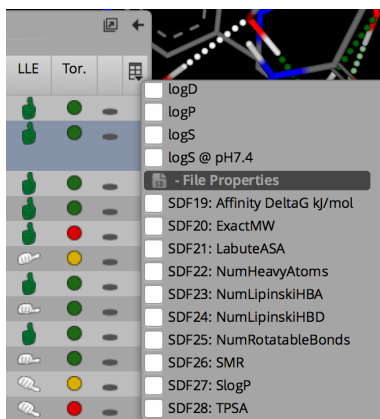 LLE Tor.
logD
logP
logS
logS @ pH7.4
- File Properties
SDF19: Affinity DeltaG kJ/mol
SDF20: ExactMW
SDF21: LabuteASA
SDF22: NumHeavyAtoms
SDF23: NumLipinskiHBA
SDF24: NumLipinskiHBD
SDF25: NumRotatableBonds
SDF26: SMR
SDF27: SlogP
SDF28: TPSA